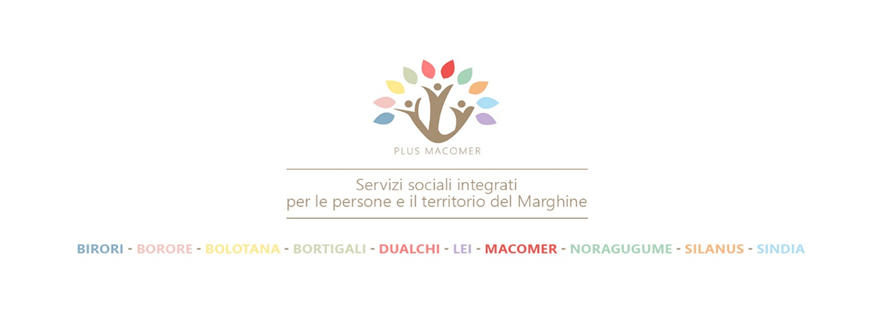 PLUS MACOMER
Servizi sociali integrati
per le persone e il territorio del Marghine
BIRORI - BORORE - BOLOTANA - BORTIGALI - DUALCHI - LEI - MACOMER - NORAGUGUME - SILANUS - SINDIA